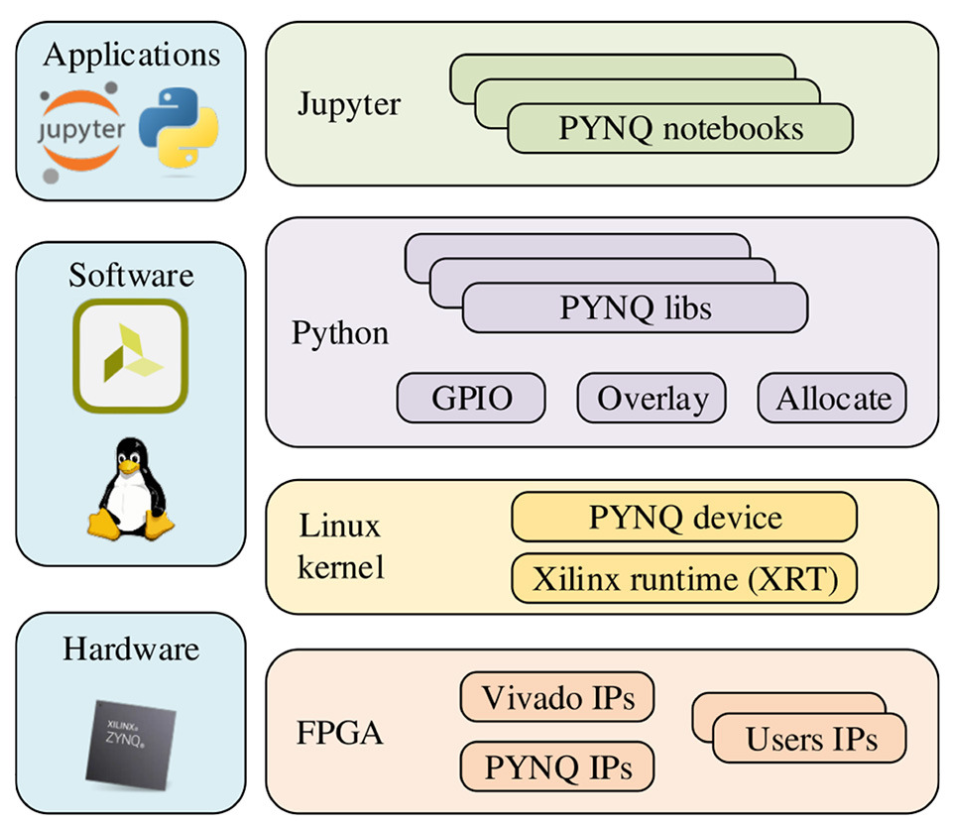 Applications
jupyter
Jupyter
PYNQ notebooks
Software
Python
PYNQ libs
GPIO
Overlay
Allocate
Linux
kernel
PYNQ device
Xilinx runtime (XRT)
Hardware
XILINX®
ZYNQ®
FPGA
Vivado IPs
PYNQ IPs
Users IPs